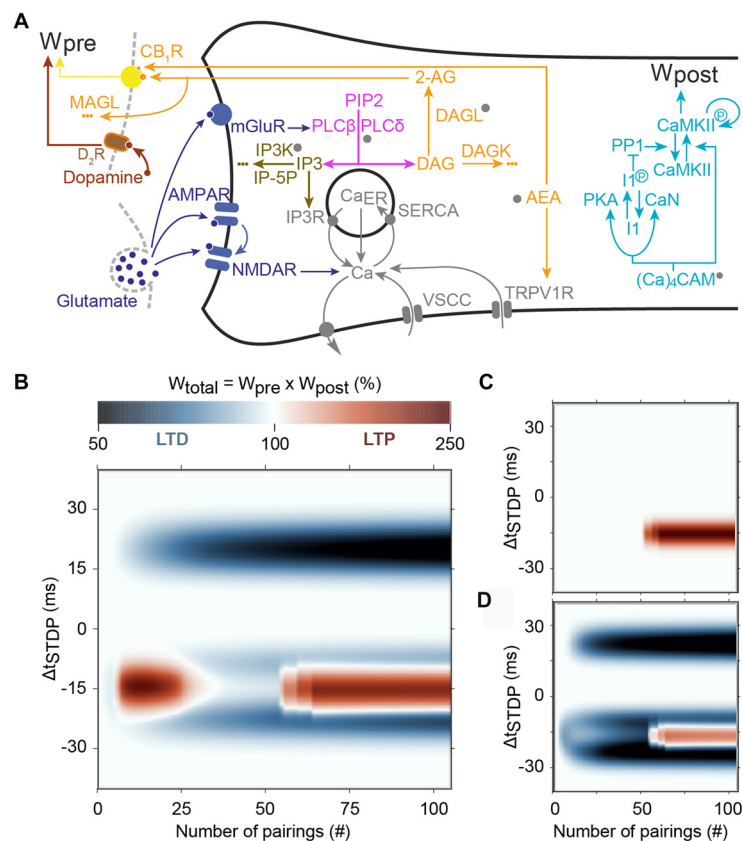 A
Wpre
CB1R
MAGL
D2R
Dopamine
AMPAR
Glutamate
NMDAR
mGluR
PIP2
PLCβ PLCδ
IP3K
IP-5P
IP3
IP3R
CaER
SERCA
Ca
VSCC
TRPV1R
2-AG
DAGL
DAG
DAGK
AEA
Wpost
CaMKII P
PP1
CaMKII
I1 P
PKA
CaN
I1
(Ca)4CAM
B
Wtotal = Wpre x Wpost (%)
LTD
LTP
50
100
250
ΔtSTDP (ms)
30
15
0
-15
-30
0
25
50
75
100
Number of pairings (#)
C
ΔtSTDP (ms)
30
0
-30
D
ΔtSTDP (ms)
30
0
-30
0
50
100
Number of pairings (#)